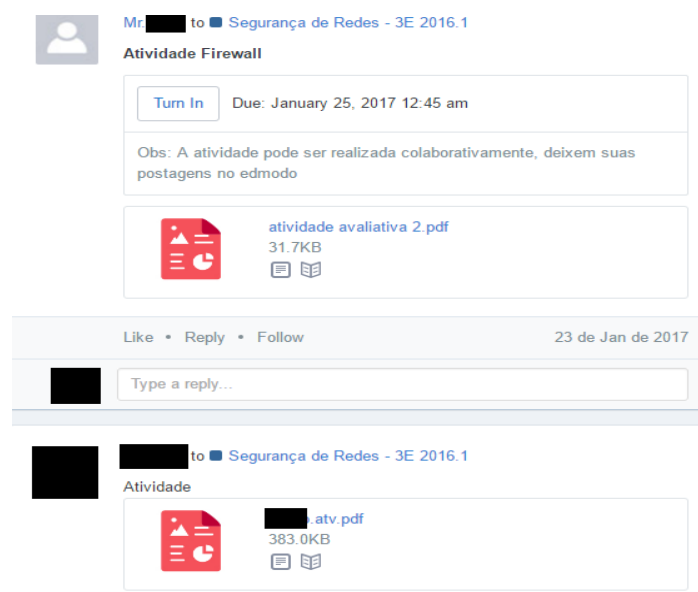 Mr. to Segurança de Redes - 3E 2016.1
Atividade Firewall
Turn In Due: January 25, 2017 12:45 am
Obs: A atividade pode ser realizada colaborativamente, deixem suas
postagens no edmodo
atividade avaliativa 2.pdf
31.7KB
Like • Reply • Follow 23 de Jan de 2017
Type a reply...
to Segurança de Redes - 3E 2016.1
Atividade
.atv.pdf
383.0KB